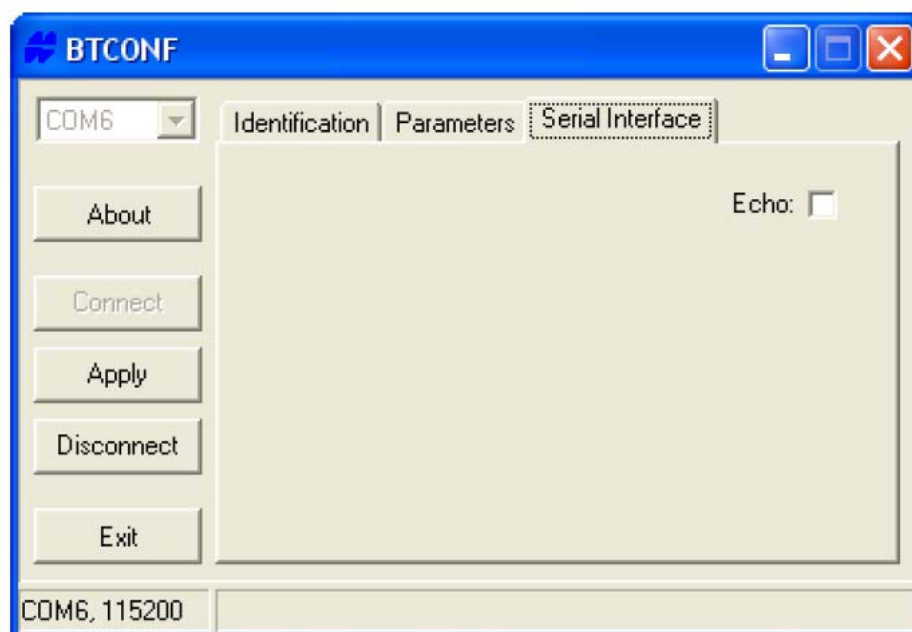 BTCONF
COM6
Identification Parameters Serial Interface
About
Echo:
Connect
Apply
Disconnect
Exit
COM6, 115200